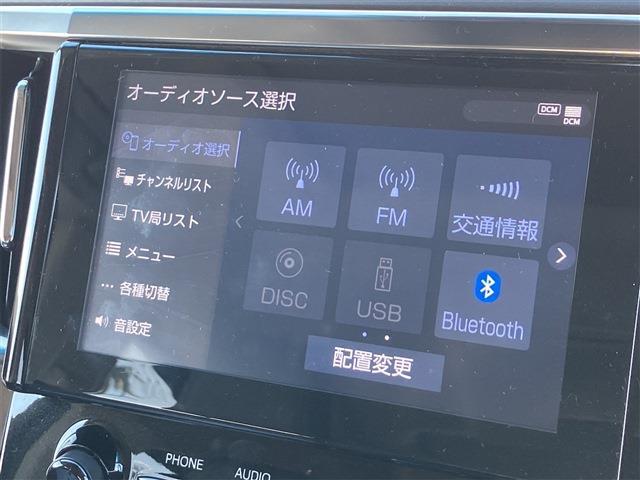 オーディオソース選択
DCM
DCM
オーディオ選択
チャンネルリスト
TV局リスト
メニュー
各種切替
音設定
AM
FM
交通情報
DISC
USB
Bluetooth
配置変更
PHONE
AUDIO